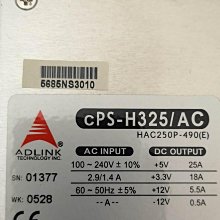 5685NS3010
cPS-H325/AC
HAC250P-490(E)
ADLINK
TECHNOLOGY INC.
AC INPUT DC OUTPUT
100 ~ 240V ± 10% +5V 25A
2.9/1.4 A +3.3V 18A
60 ~ 50Hz ± 5% +12V 5.5A
-12V 0.5A
SN: 01377
WK: 0528